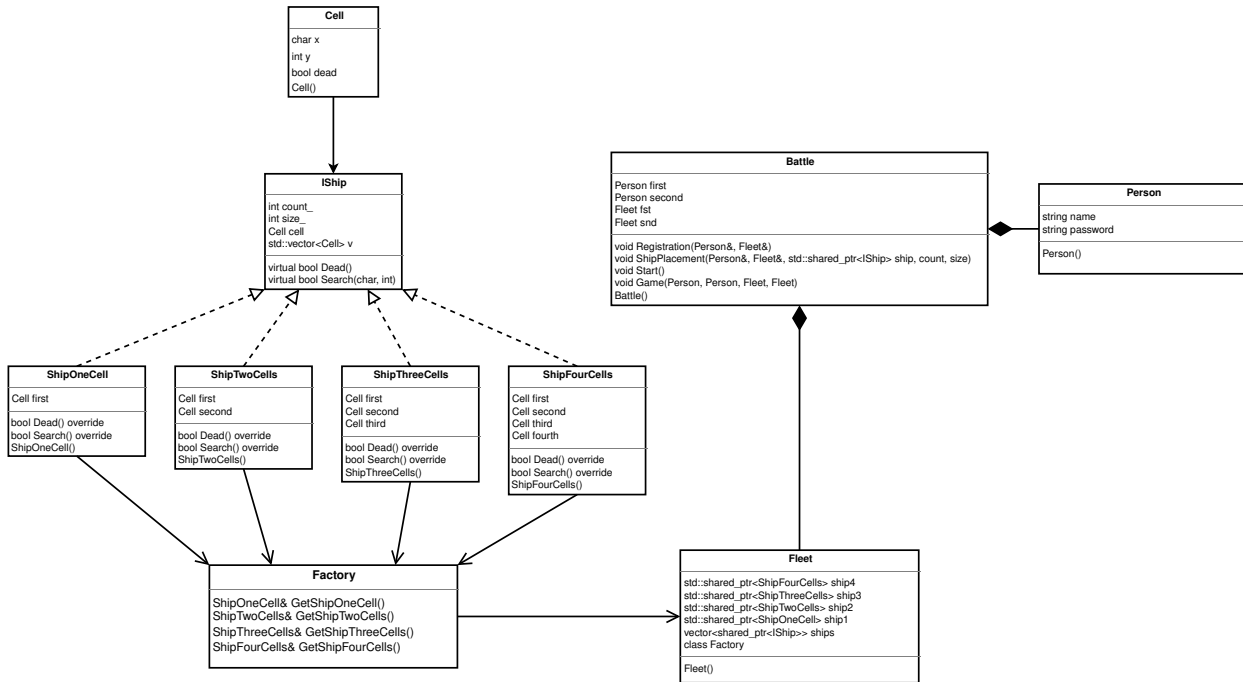 Cell
char x
int y
bool dead
Cell()
IShip
int count_
int size_
Cell cell
std::vector<Cell> v
virtual bool Dead()
virtual bool Search(char, int)
Battle
Person first
Person second
Fleet fst
Fleet snd
void Registration(Person&, Fleet&)
void ShipPlacement(Person&, Fleet&, std::shared_ptr<IShip> ship, count, size)
void Start()
void Game(Person, Person, Fleet, Fleet)
Battle()
Person
string name
string password
Person()
ShipOneCell
Cell first
bool Dead() override
bool Search() override
ShipOneCell()
ShipTwoCells
Cell first
Cell second
bool Dead() override
bool Search() override
ShipTwoCells()
ShipThreeCells
Cell first
Cell second
Cell third
bool Dead() override
bool Search() override
ShipThreeCells()
ShipFourCells
Cell first
Cell second
Cell third
Cell fourth
bool Dead() override
bool Search() override
ShipFourCells()
Factory
ShipOneCell& GetShipOneCell()
ShipTwoCells& GetShipTwoCells()
ShipThreeCells& GetShipThreeCells()
ShipFourCells& GetShipFourCells()
Fleet
std::shared_ptr<ShipFourCells> ship4
std::shared_ptr<ShipThreeCells> ship3
std::shared_ptr<ShipTwoCells> ship2
std::shared_ptr<ShipOneCell> ship1
vector<shared_ptr<IShip>> ships
class Factory
Fleet()